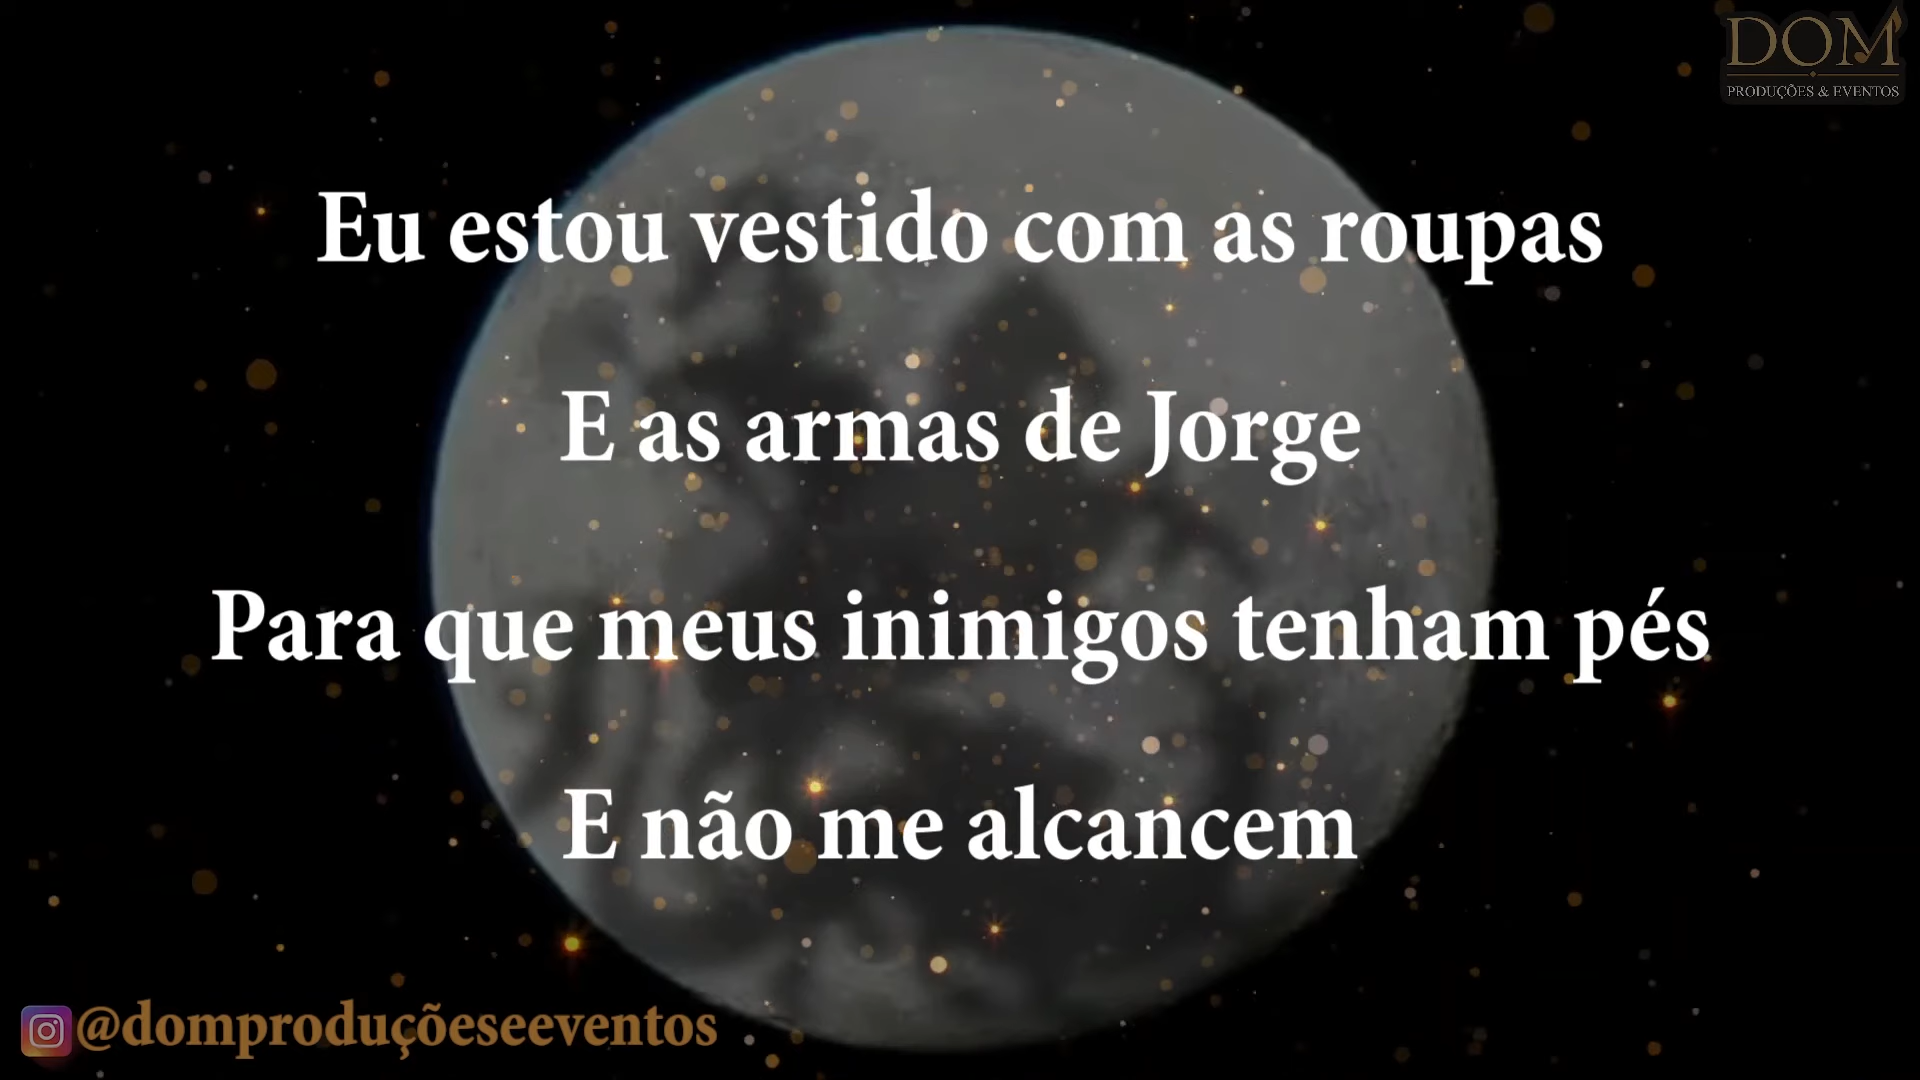 DOM
PRODUÇÕES & EVENTOS
Eu estou vestido com as roupas
E as armas de Jorge
Para que meus inimigos tenham pés
E não me alcancem
@domproduçõeseeventos